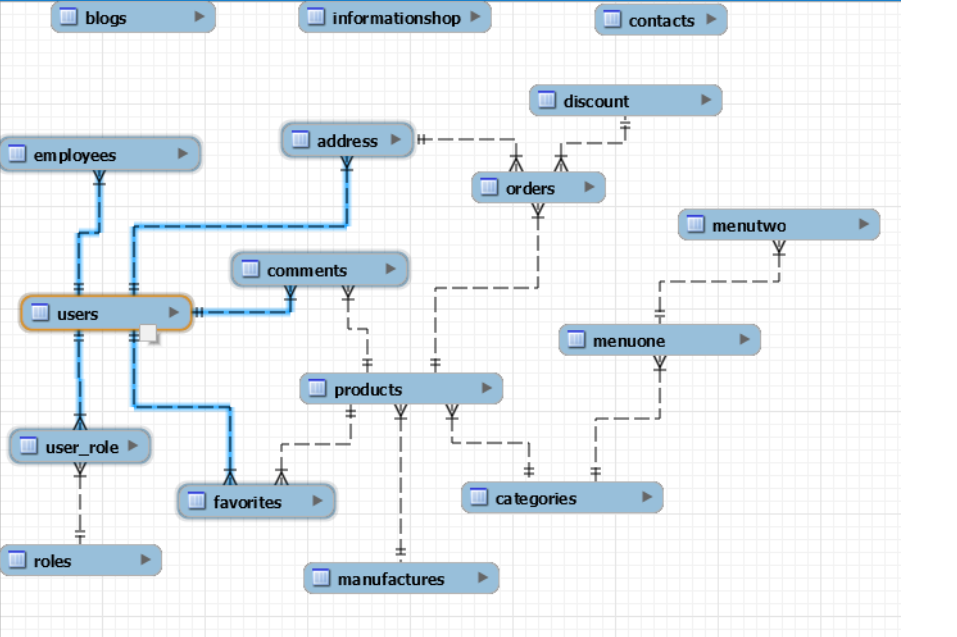 blogs
informationshop
contacts
discount
address
employees
orders
menutwo
comments
users
menuone
products
user_role
favorites
categories
roles
manufactures